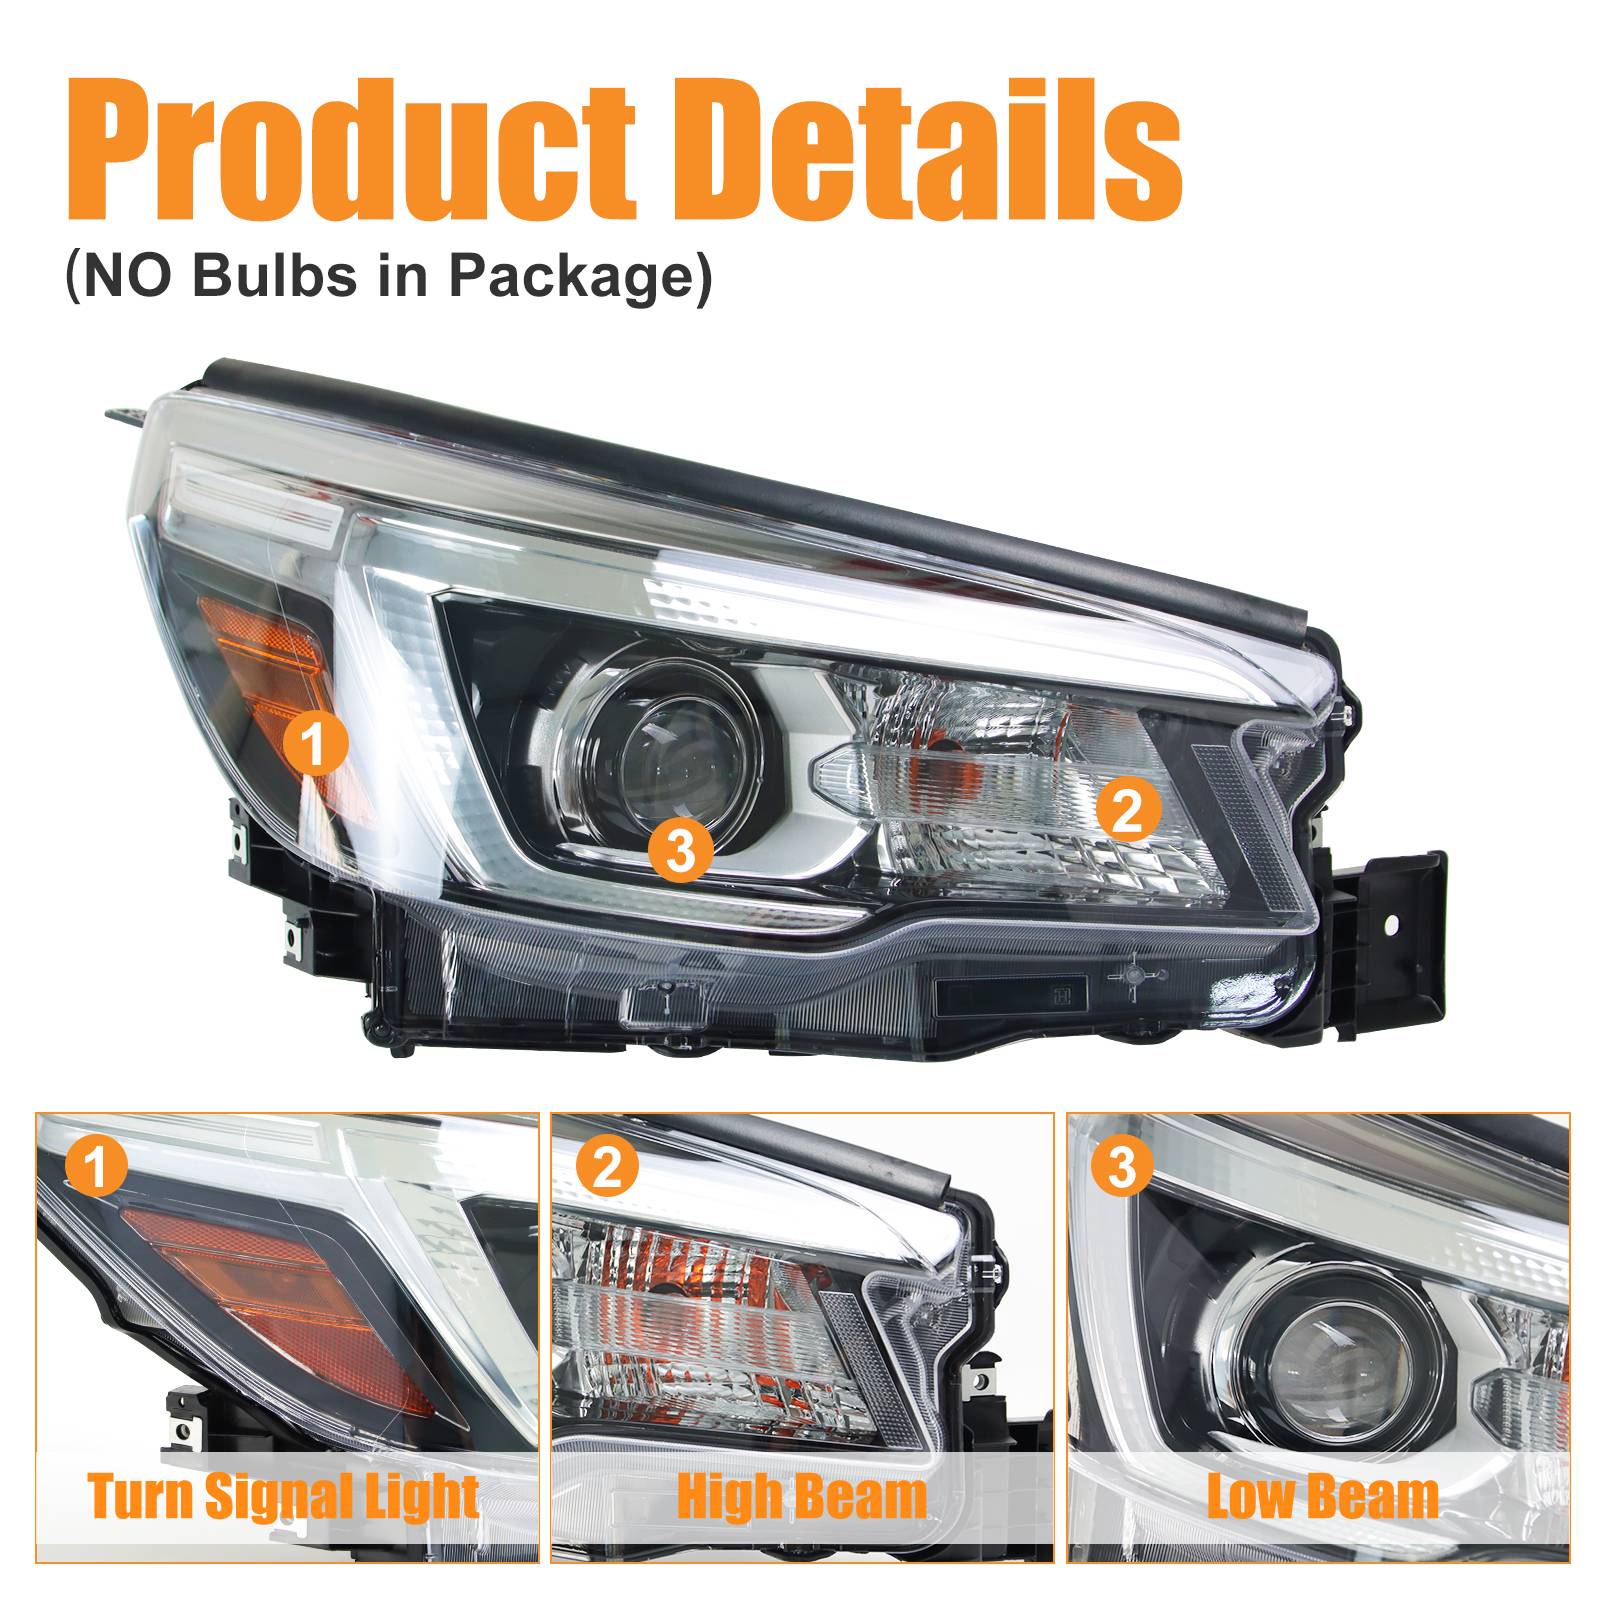 Product Details
(NO Bulbs in Package)
1
2
3
1
2
3
Turn Signal Light
High Beam
Low Beam